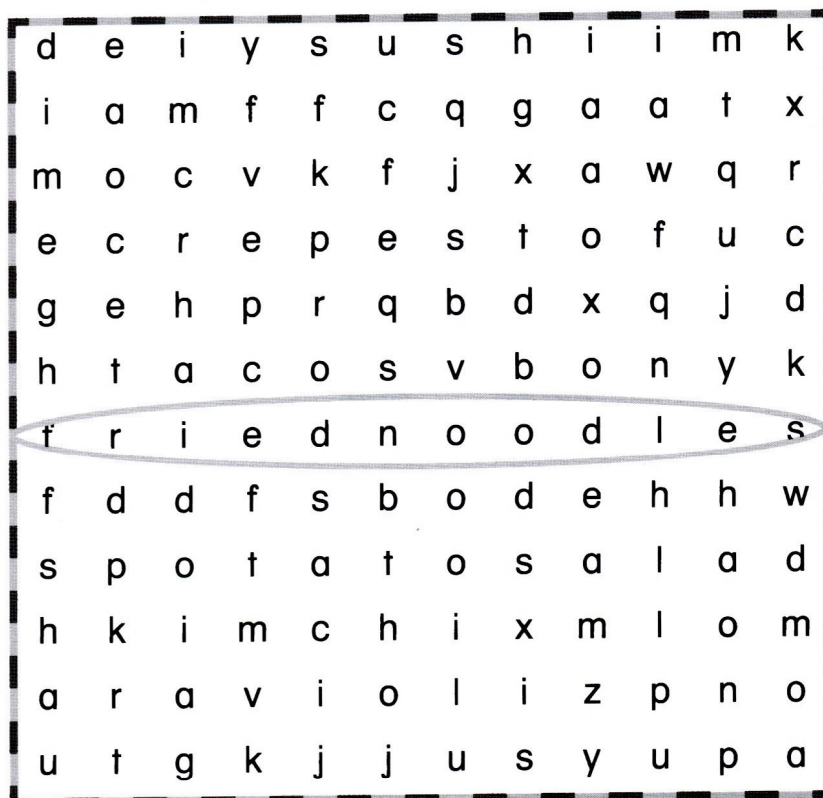 d e i y s u s h i i m k
i a m f f c q g a a t x
m o c v k f j x a w q r
e c r e p e s t o f u c
g e h p r q b d x q j d
h t a c o s v b o n y k
f r i e d n o o d l e s
f d d f s b o d e h h w
s p o t a t o s a l a d
h k i m c h i x m l o m
a r a v i o l i z p n o
u t g k j j u s y u p a